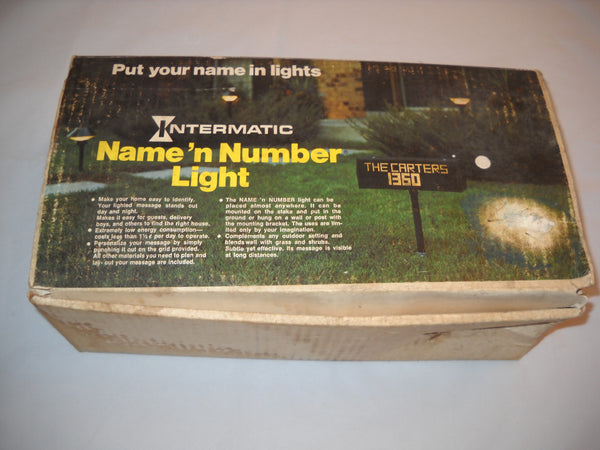 Put your name in lights
INTERMATIC
Name 'n Number
Light
• Make your home easy to identify.
Your lighted message stands out
day and night.
Makes it easy for guests, delivery
boys, and others to find the right house.
• Extremely low energy consumption—
costs less than 1½¢ per day to operate.
• Personalize your message by simply
punching it out on the grid provided.
All other materials you need to plan and
lay-out your message are included.
• The NAME 'n NUMBER light can be
placed almost anywhere. It can be
mounted on the stake and put in the
ground or hung on a wall or post with
the mounting bracket. The uses are lim-
ited only by your imagination.
• Complements any outdoor setting and
blends well with grass and shrubs.
Subtle yet effective, its message is visible
at long distances.
THE CARTERS
1360